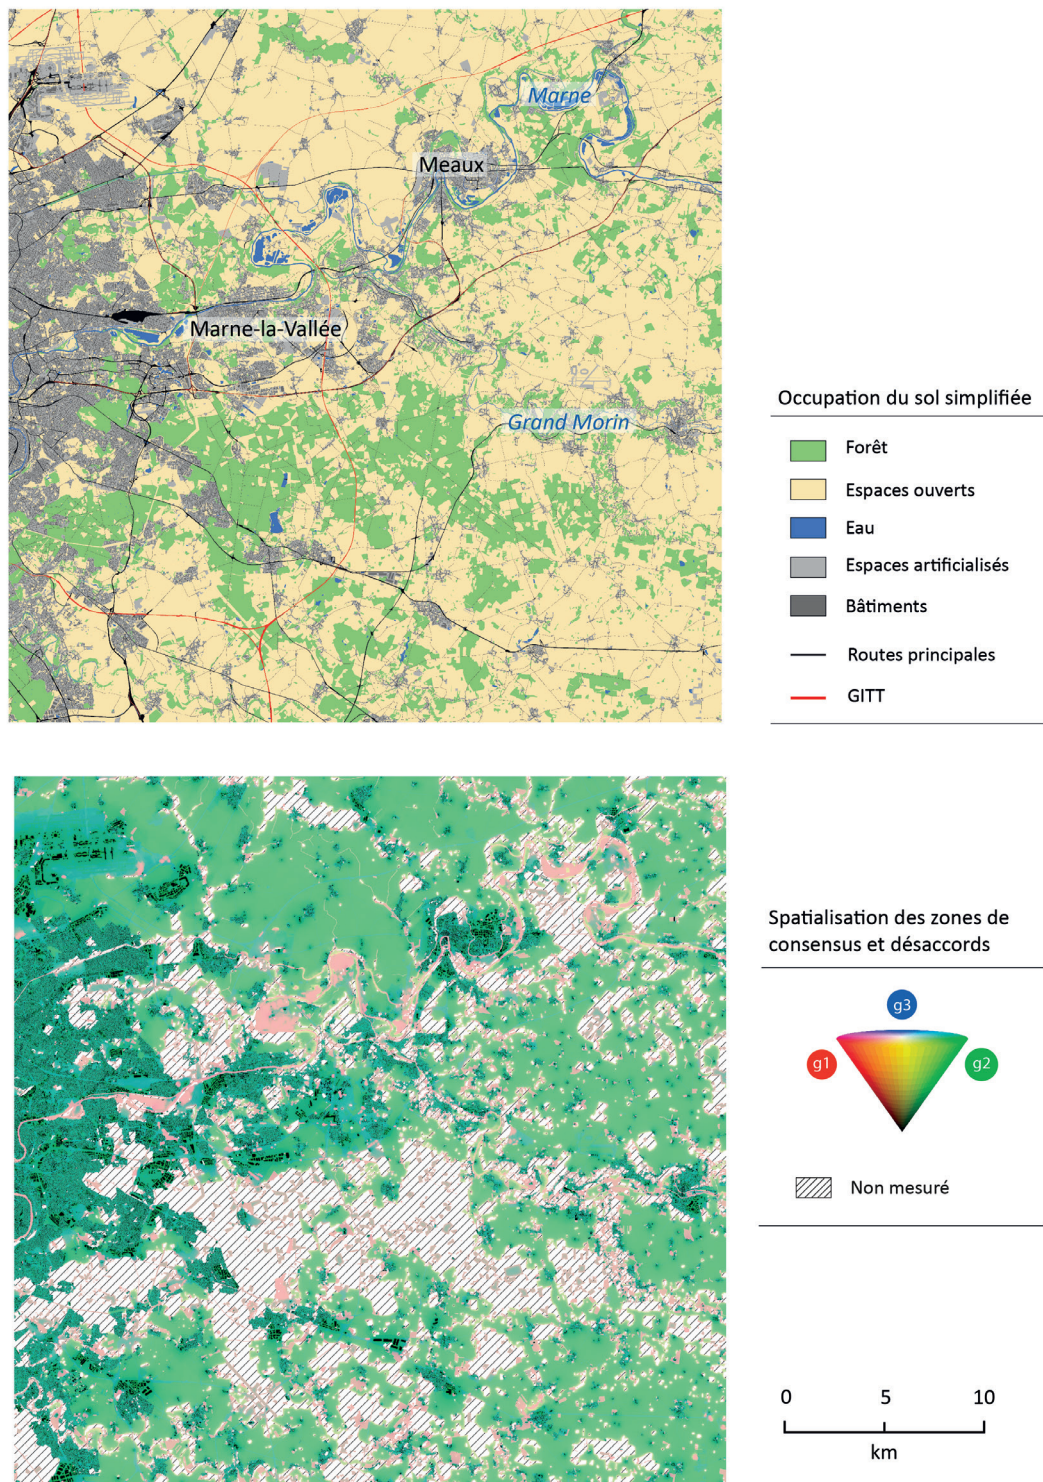 Marne
Meaux
Marne-la-Vallée
Grand Morin
Occupation du sol simplifiée
Forêt
Espaces ouverts
Eau
Espaces artificialisés
Bâtiments
Routes principales
GITT
Spatialisation des zones de
consensus et désaccords
g3
g1
g2
Non mesuré
0 5 10
km